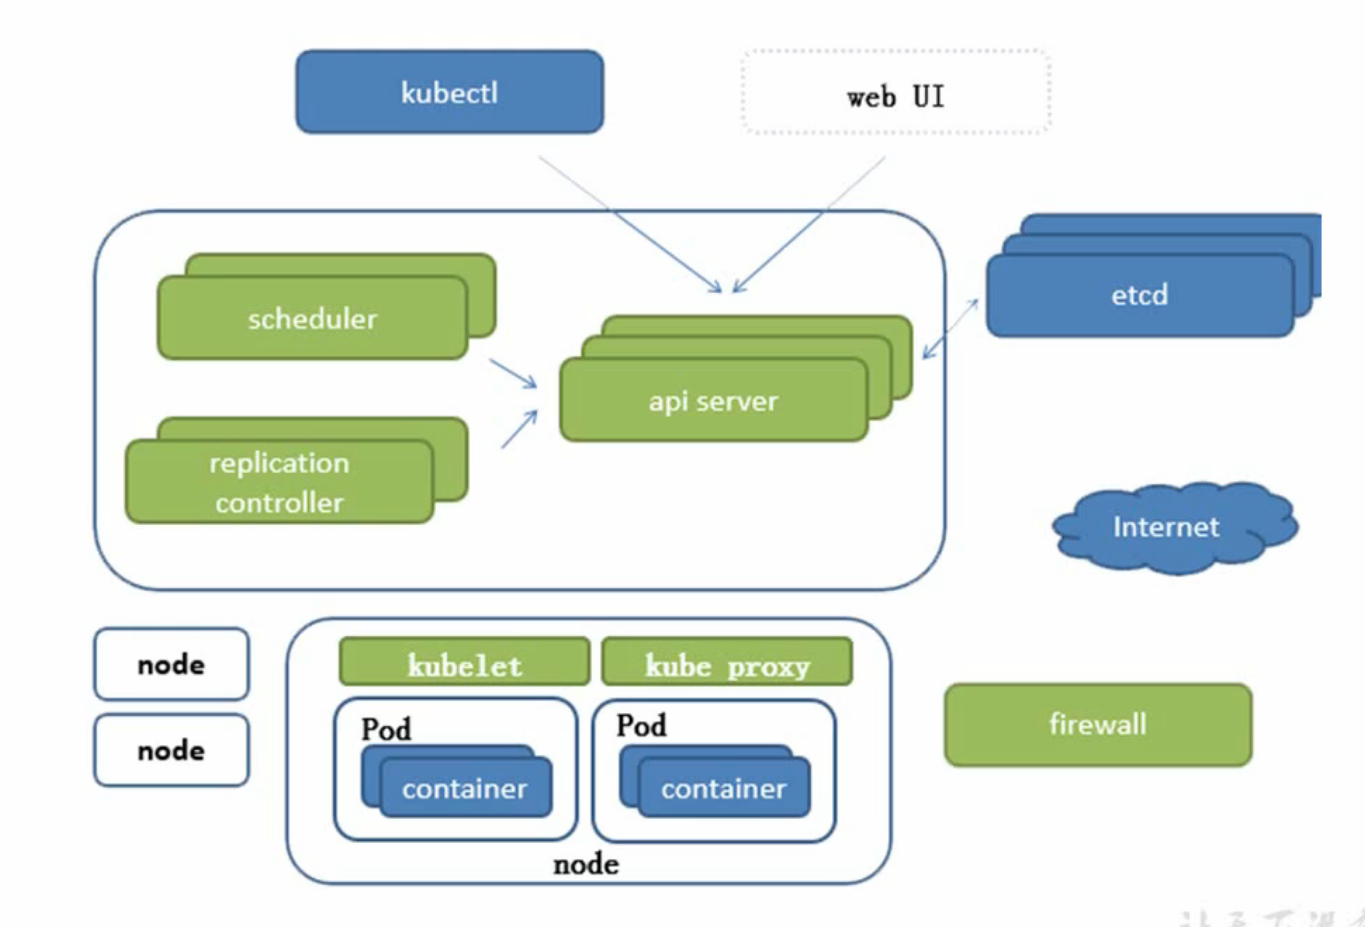 kubectl
web UI
scheduler
etcd
api server
replication
controller
Internet
node
node
kubelet
kube proxy
Pod
container
Pod
container
node
firewall